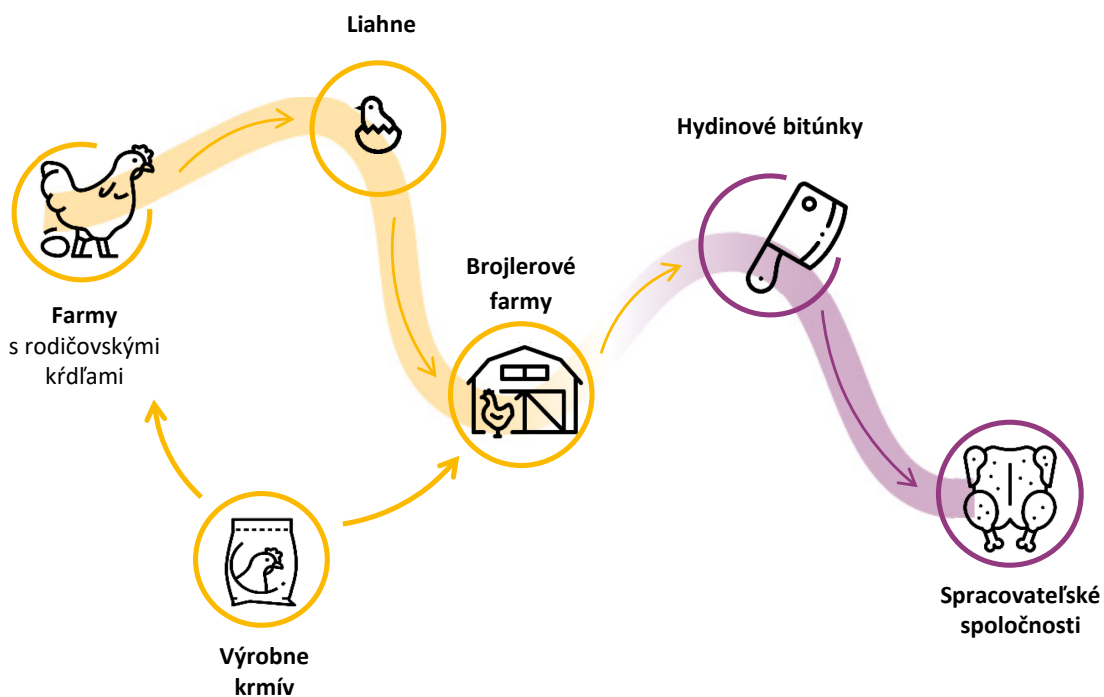 Liahne
Hydinové bitúnky
Brojlerové
farmy
Farmy
s rodičovskými
kŕdľami
Výrobne
krmív
Spracovateľské
spoločnosti